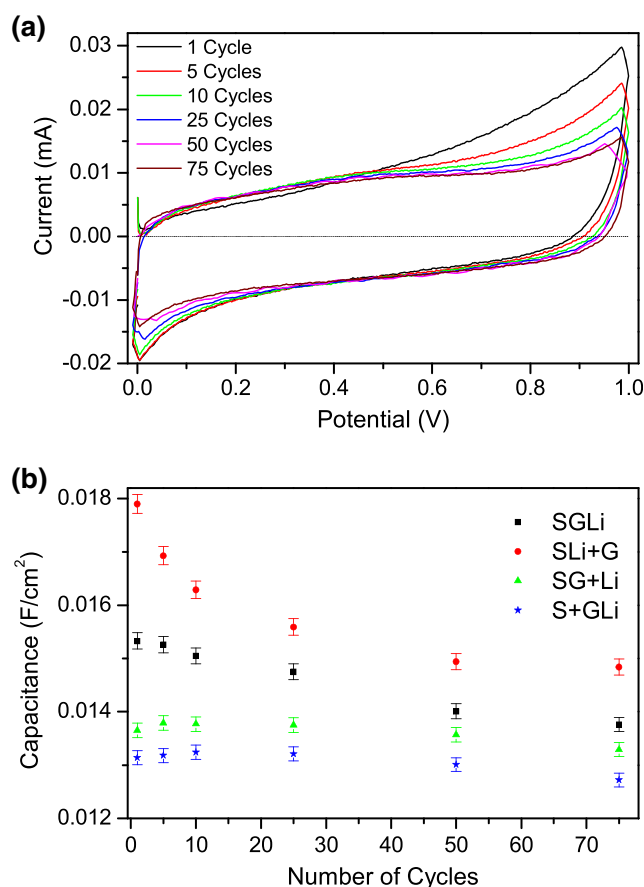 (a)
0.03
0.02
0.01
0.00
-0.01
-0.02
Current (mA)
1 Cycle
5 Cycles
10 Cycles
25 Cycles
50 Cycles
75 Cycles
0.0 0.2 0.4 0.6 0.8 1.0
Potential (V)
(b)
0.018
0.016
0.014
0.012
Capacitance (F/cm²)
SGLi
SLi+G
SG+Li
S+GLi
0 10 20 30 40 50 60 70
Number of Cycles